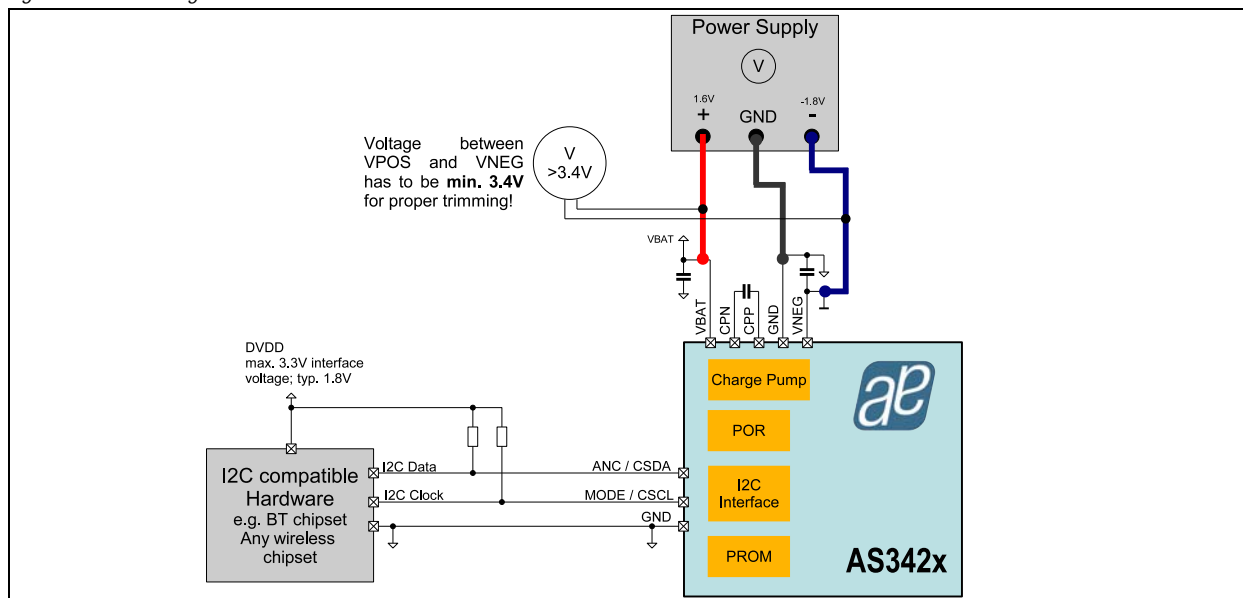 Power Supply
V
1.6V
-1.8V
+
GND
-
Voltage between
VPOS and VNEG
has to be min. 3.4V
for proper trimming!
V
>3.4V
VBAT
VBAT
CPN
CPP
GND
VNEG
DVDD
max. 3.3V interface
voltage; typ. 1.8V
Charge Pump
POR
I2C
Interface
PROM
AS342x
I2C compatible
Hardware
e.g. BT chipset
Any wireless
chipset
I2C Data
ANC / CSDA
I2C Clock
MODE / CSCL
GND